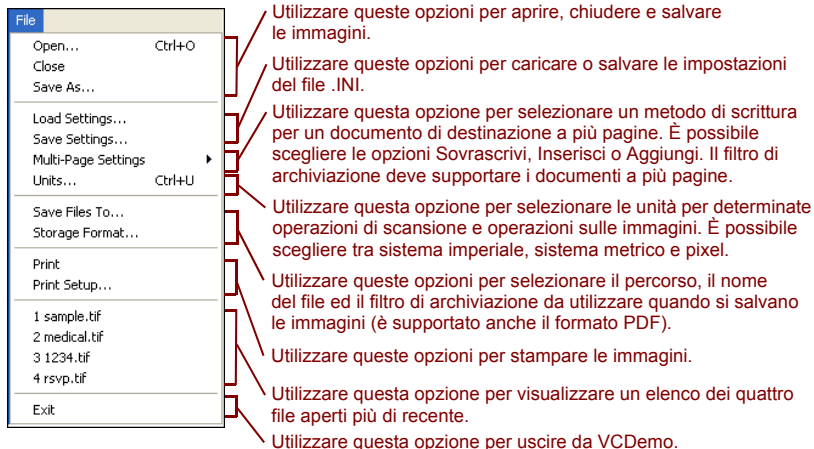 File
Open... Ctrl+O
Close
Save As...
Load Settings...
Save Settings...
Multi-Page Settings
Units... Ctrl+U
Save Files To...
Storage Format...
Print
Print Setup...
1 sample.tif
2 medical.tif
3 1234.tif
4 rsvp.tif
Exit
Utilizzare queste opzioni per aprire, chiudere e salvare
le immagini.
Utilizzare queste opzioni per caricare o salvare le impostazioni
del file .INI.
Utilizzare questa opzione per selezionare un metodo di scrittura
per un documento di destinazione a più pagine. È possibile
scegliere le opzioni Sovrascrivi, Inserisci o Aggiungi. Il filtro di
archiviazione deve supportare i documenti a più pagine.
Utilizzare questa opzione per selezionare le unità per determinate
operazioni di scansione e operazioni sulle immagini. È possibile
scegliere tra sistema imperiale, sistema metrico e pixel.
Utilizzare queste opzioni per selezionare il percorso, il nome
del file ed il filtro di archiviazione da utilizzare quando si salvano
le immagini (è supportato anche il formato PDF).
Utilizzare queste opzioni per stampare le immagini.
Utilizzare questa opzione per visualizzare un elenco dei quattro
file aperti più di recente.
Utilizzare questa opzione per uscire da VCDemo.